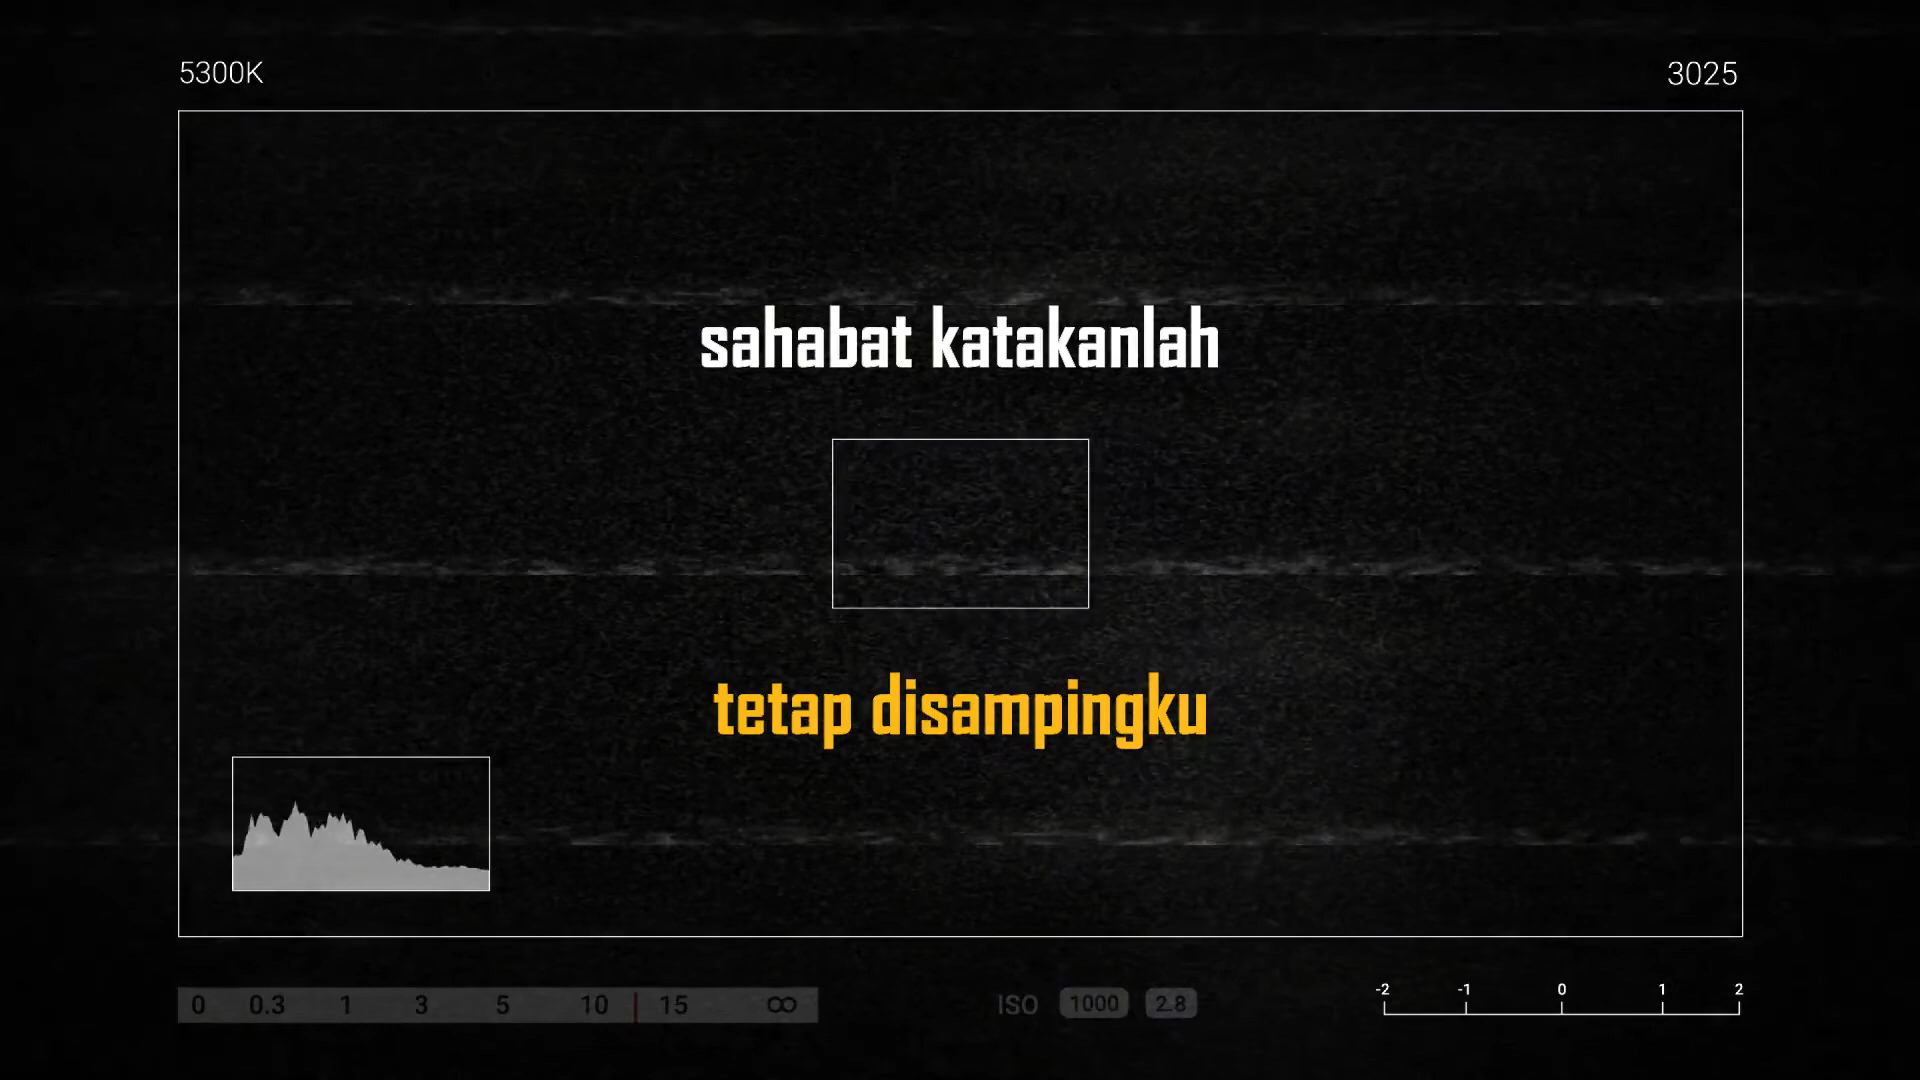 5300K 3025
sahabat katakanlah
tetap disampingku
0 0.3 1 3 5 10 15 ∞ ISO 1000 2.8 -2 -1 0 1 2